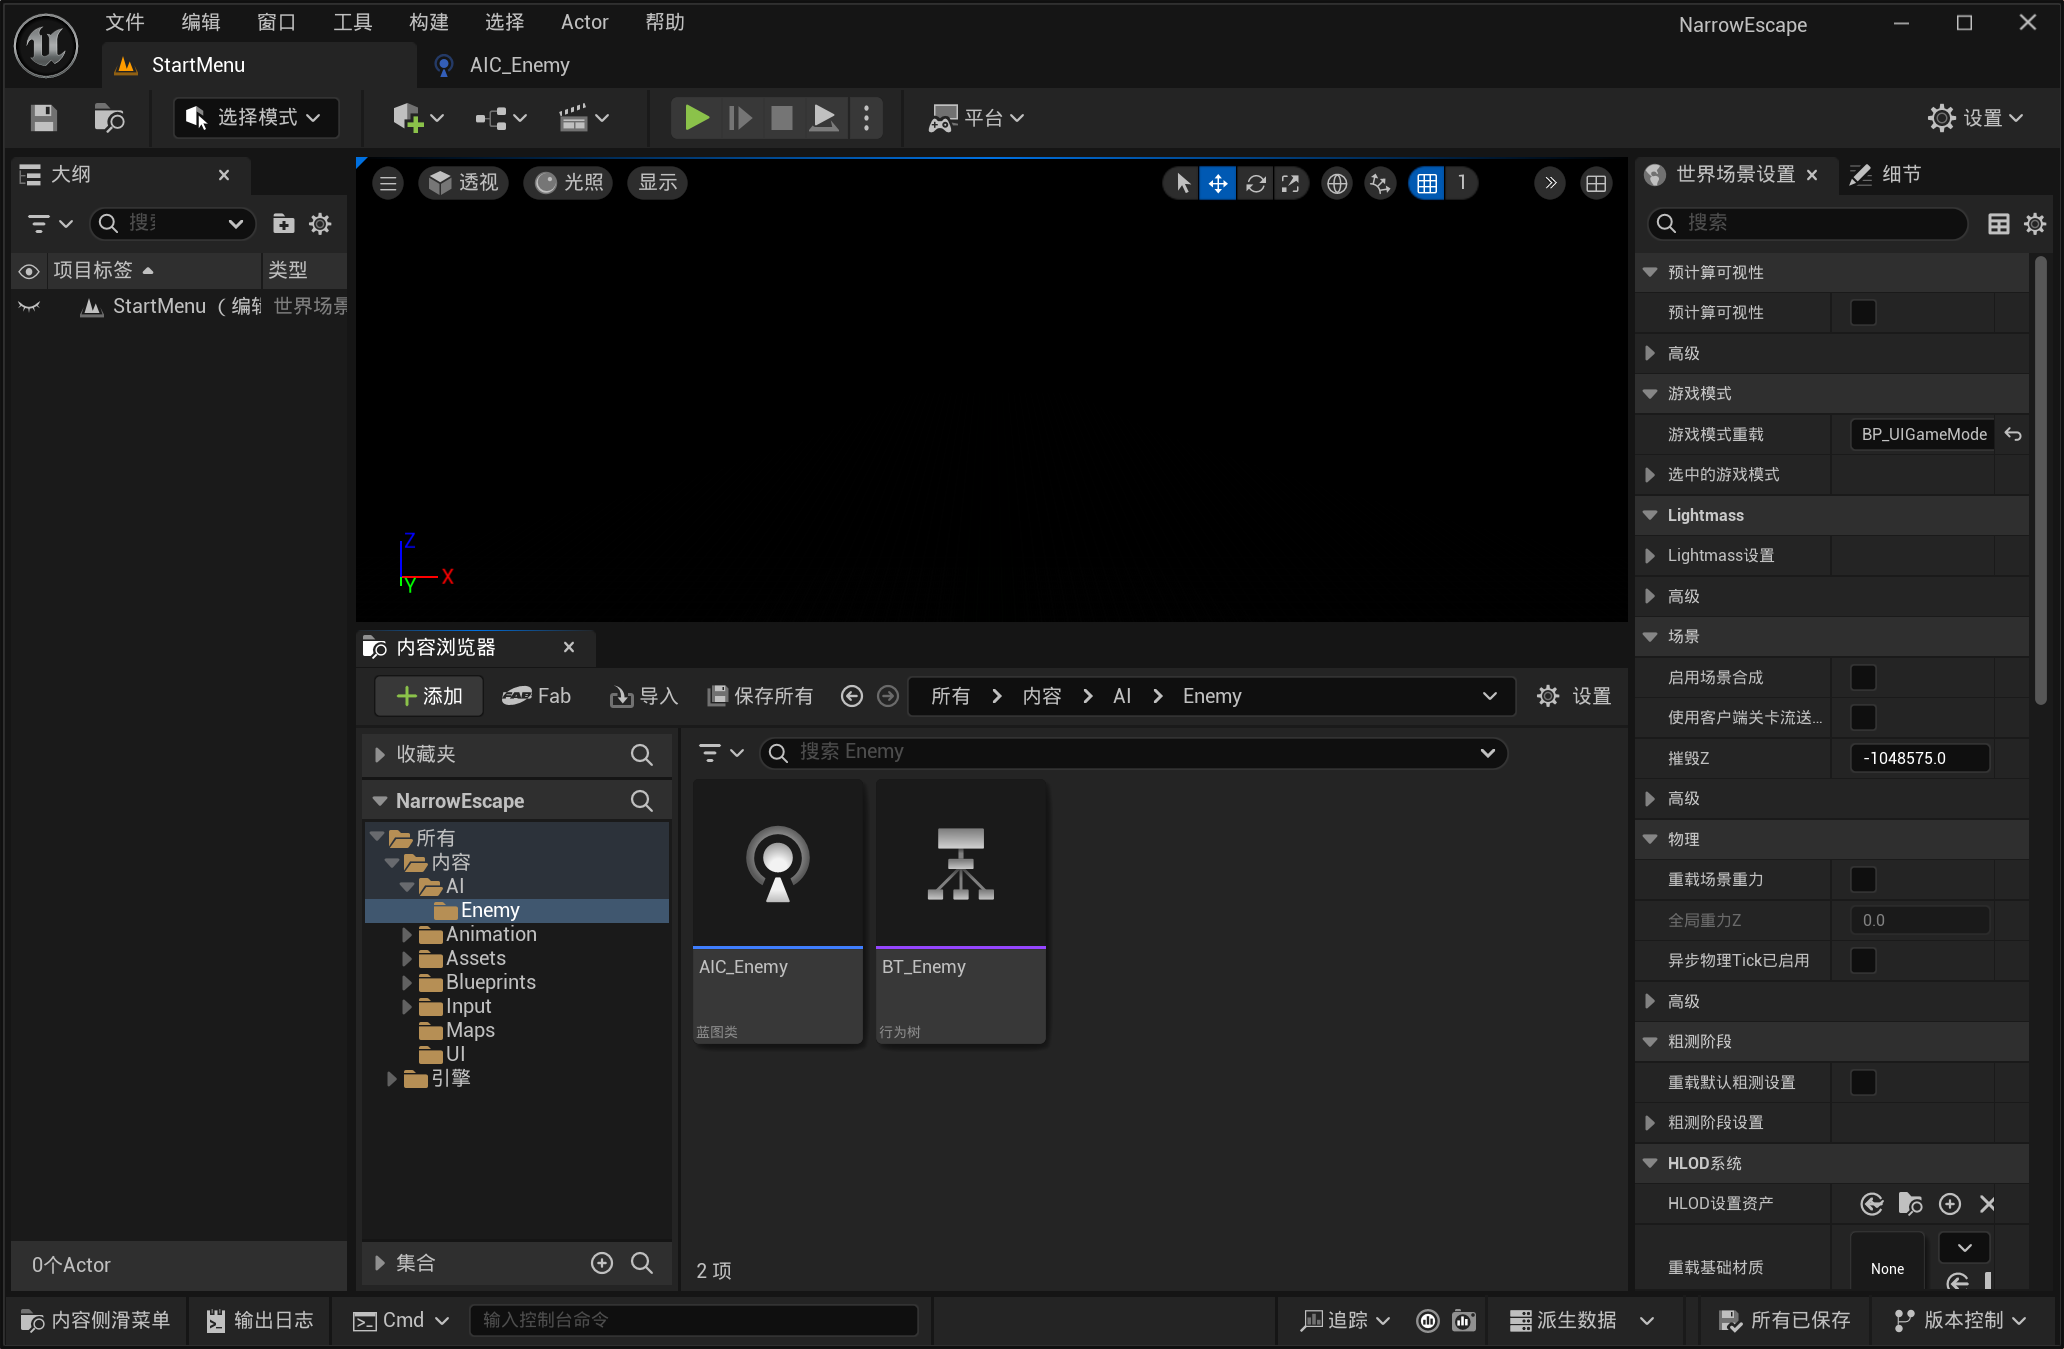 文件 编辑 窗口 工具 构建 选择 Actor 帮助 NarrowEscape
StartMenu AIC_Enemy
选择模式 平台 设置
大纲
项目标签 类型
StartMenu
0个Actor
透视 光照 显示 1
Z
X
Y
内容浏览器
添加 Fab 导入 保存所有 所有 内容 AI Enemy 设置
收藏夹
NarrowEscape
所有
内容
AI
Enemy
Animation
Assets
Blueprints
Input
Maps
UI
引擎
集合
搜索 Enemy
AIC_Enemy
蓝图类
BT_Enemy
行为树
2 项
世界场景设置 细节
搜索
预计算可视性
预计算可视性
高级
游戏模式
游戏模式重载 BP_UIGameMode
选中的游戏模式
Lightmass
Lightmass设置
高级
场景
启用场景合成
使用客户端关卡流送...
摧毁Z -1048575.0
高级
物理
重载场景重力
全局重力Z 0.0
异步物理Tick已启用
高级
粗测阶段
重载默认粗测设置
粗测阶段设置
HLOD系统
HLOD设置资产
重载基础材质 None
内容侧滑菜单 输出日志 Cmd 输入控制台命令 追踪 派生数据 所有已保存 版本控制